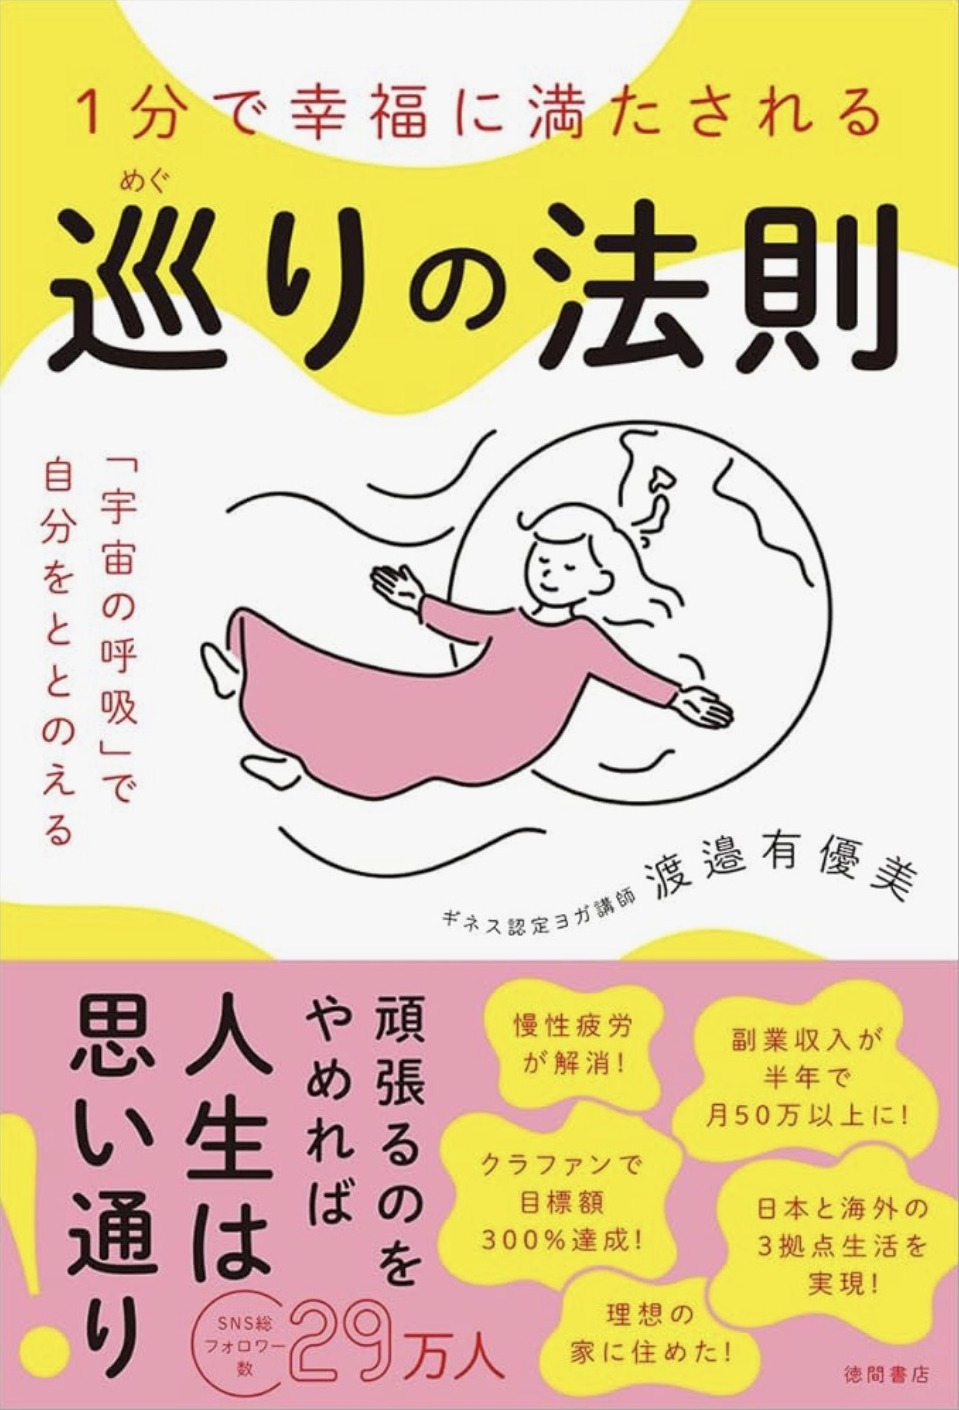 1分で幸福に満たされる
めぐ
巡りの法則
「宇宙の呼吸」で
自分をととのえる
ギネス認定ヨガ講師 渡邉有優美
頑張るのを
やめれば
人生は
思い通り
!
慢性疲労
が解消!
副業収入が
半年で
月50万以上に!
クラファンで
目標額
300%達成!
日本と海外の
3拠点生活を
実現!
理想の
家に住めた!
SNS総
フォロワー
数
29万人
徳間書店